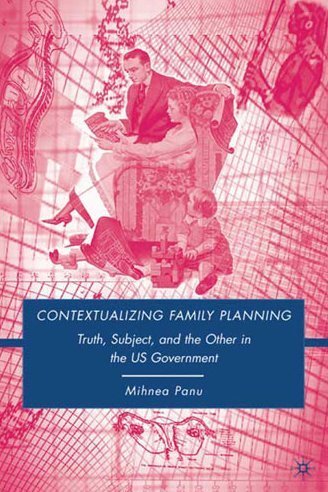 CONTEXTUALIZING FAMILY PLANNING
Truth, Subject, and the Other in
the US Government
Mihnea Panu